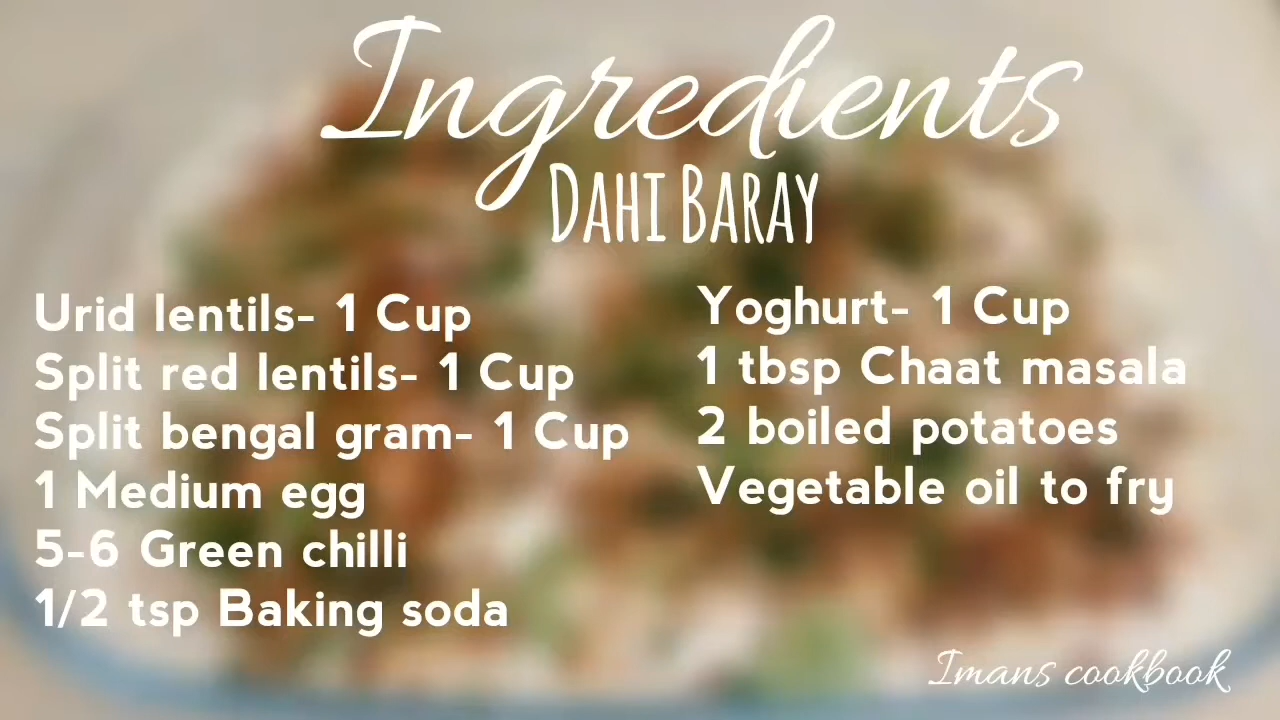 Ingredients
DAHI BARAY
Urid lentils- 1 Cup
Split red lentils- 1 Cup
Split bengal gram- 1 Cup
1 Medium egg
5-6 Green chilli
1/2 tsp Baking soda
Yoghurt- 1 Cup
1 tbsp Chaat masala
2 boiled potatoes
Vegetable oil to fry
Imans cookbook